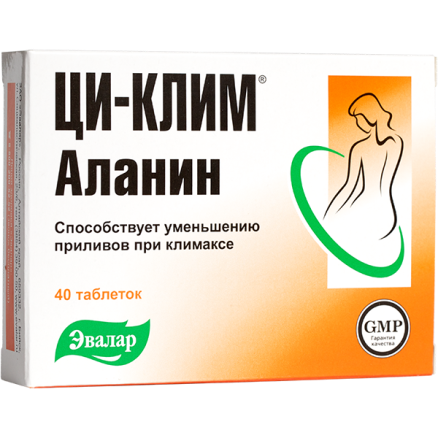 ЦИ-КЛИМ®
Аланин
Способствует уменьшению
приливов при климаксе
40 таблеток
Эвалар
GMP
Гарантия
качества